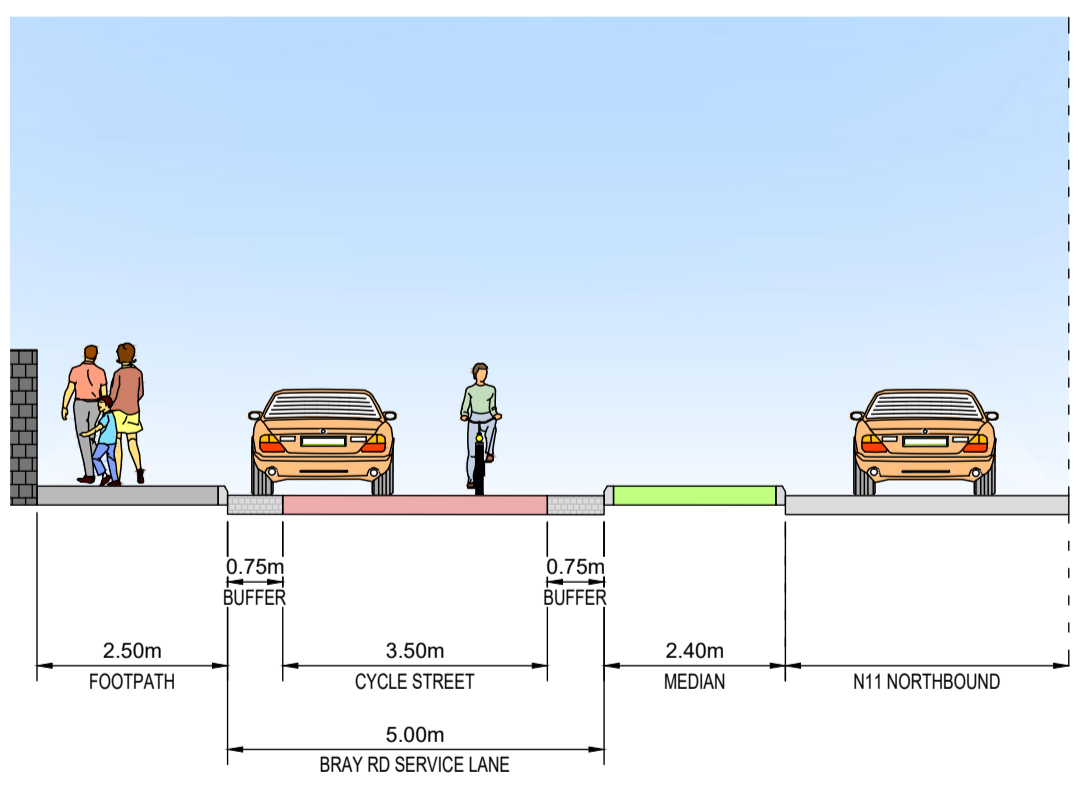 0.75m
BUFFER
0.75m
BUFFER
2.50m
FOOTPATH
3.50m
CYCLE STREET
2.40m
MEDIAN
N11 NORTHBOUND
5.00m
BRAY RD SERVICE LANE